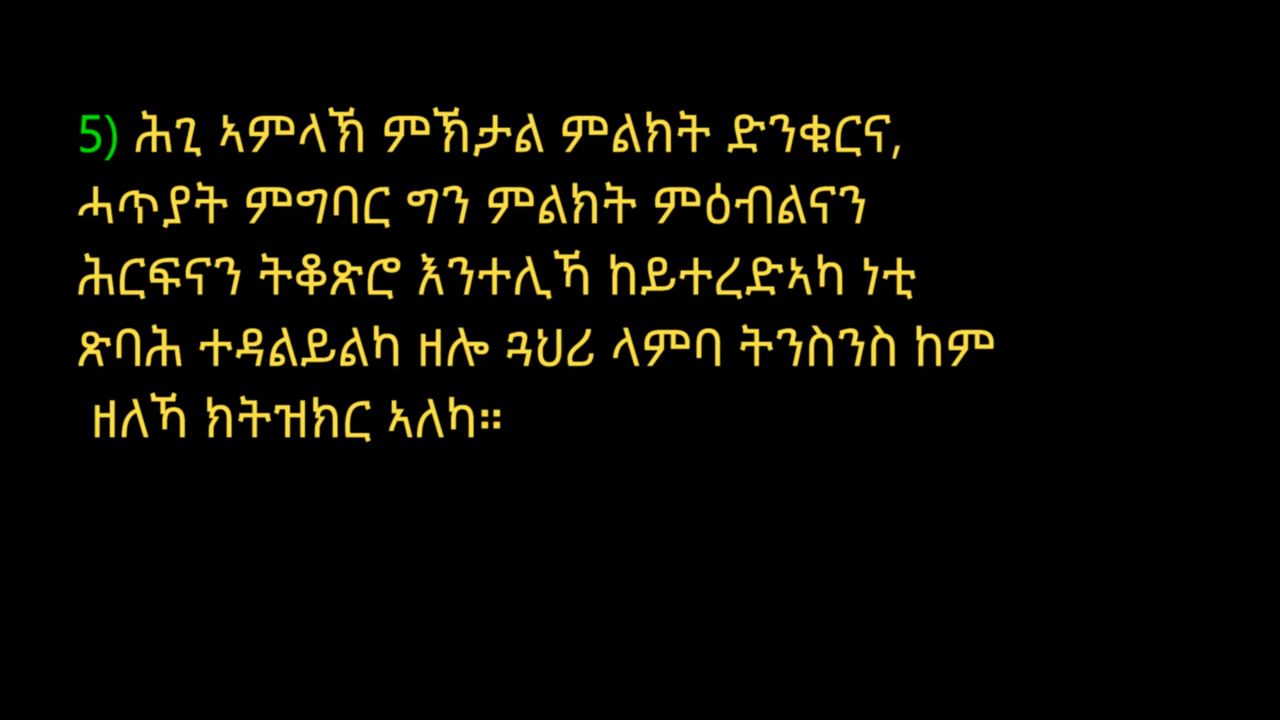 5) ሕጊ ኣምላኽ ምኽታል ምልክት ድንቁርና,
ሓጥያት ምግባር ግን ምልክት ምዕብልናን
ሕርፍናን ትቆጽሮ እንተሊኻ ከይተረድኣካ ነቲ
ጽባሕ ተዳልይልካ ዘሎ ጓህሪ ላምባ ትንስንስ ከም
ዘለኻ ክትዝክር ኣለካ።